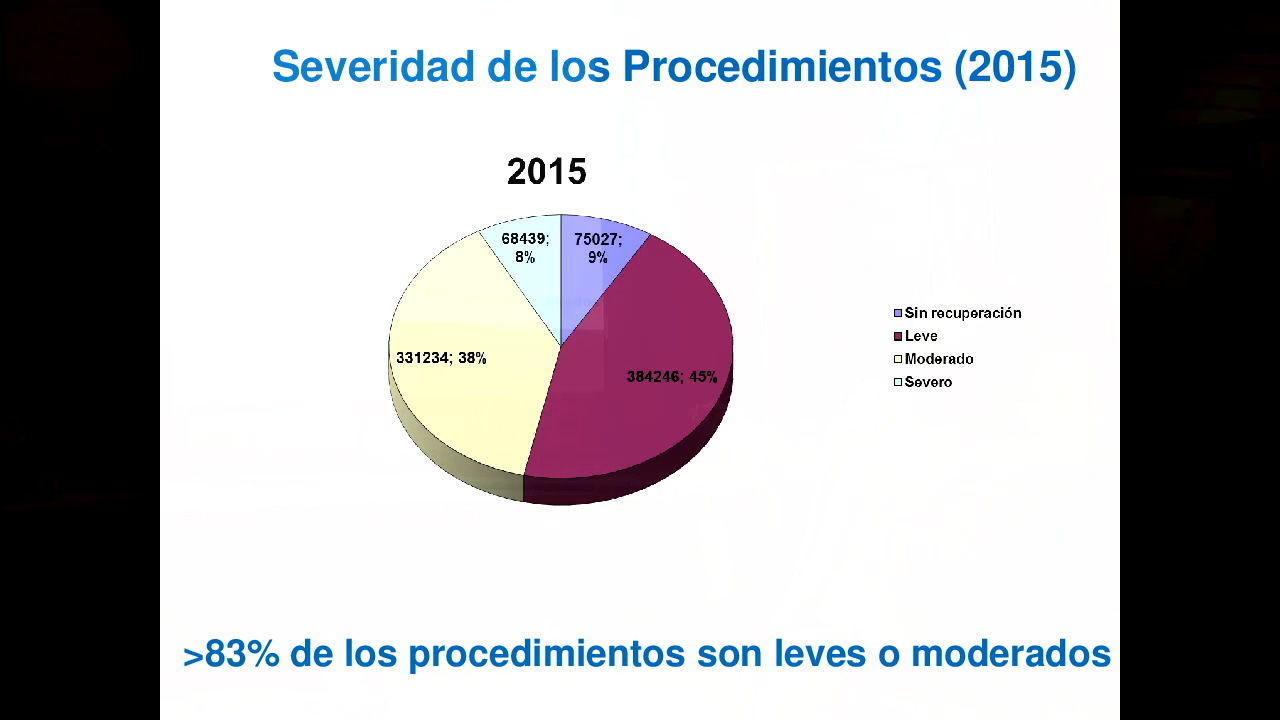 Severidad de los Procedimientos (2015)
2015
68439;
8%
75027;
9%
331234; 38%
384246; 45%
Sin recuperación
Leve
Moderado
Severo
>83% de los procedimientos son leves o moderados